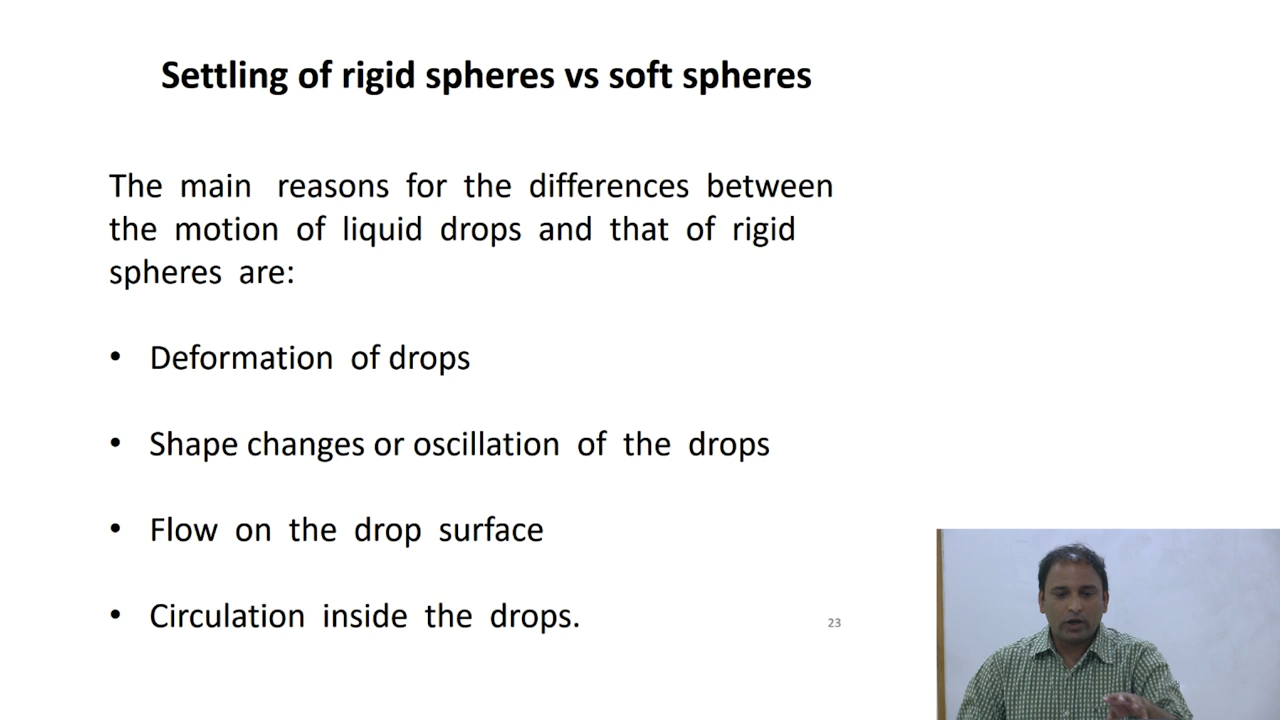 Settling of rigid spheres vs soft spheres
The main reasons for the differences between
the motion of liquid drops and that of rigid
spheres are:
• Deformation of drops
• Shape changes or oscillation of the drops
• Flow on the drop surface
• Circulation inside the drops.
23